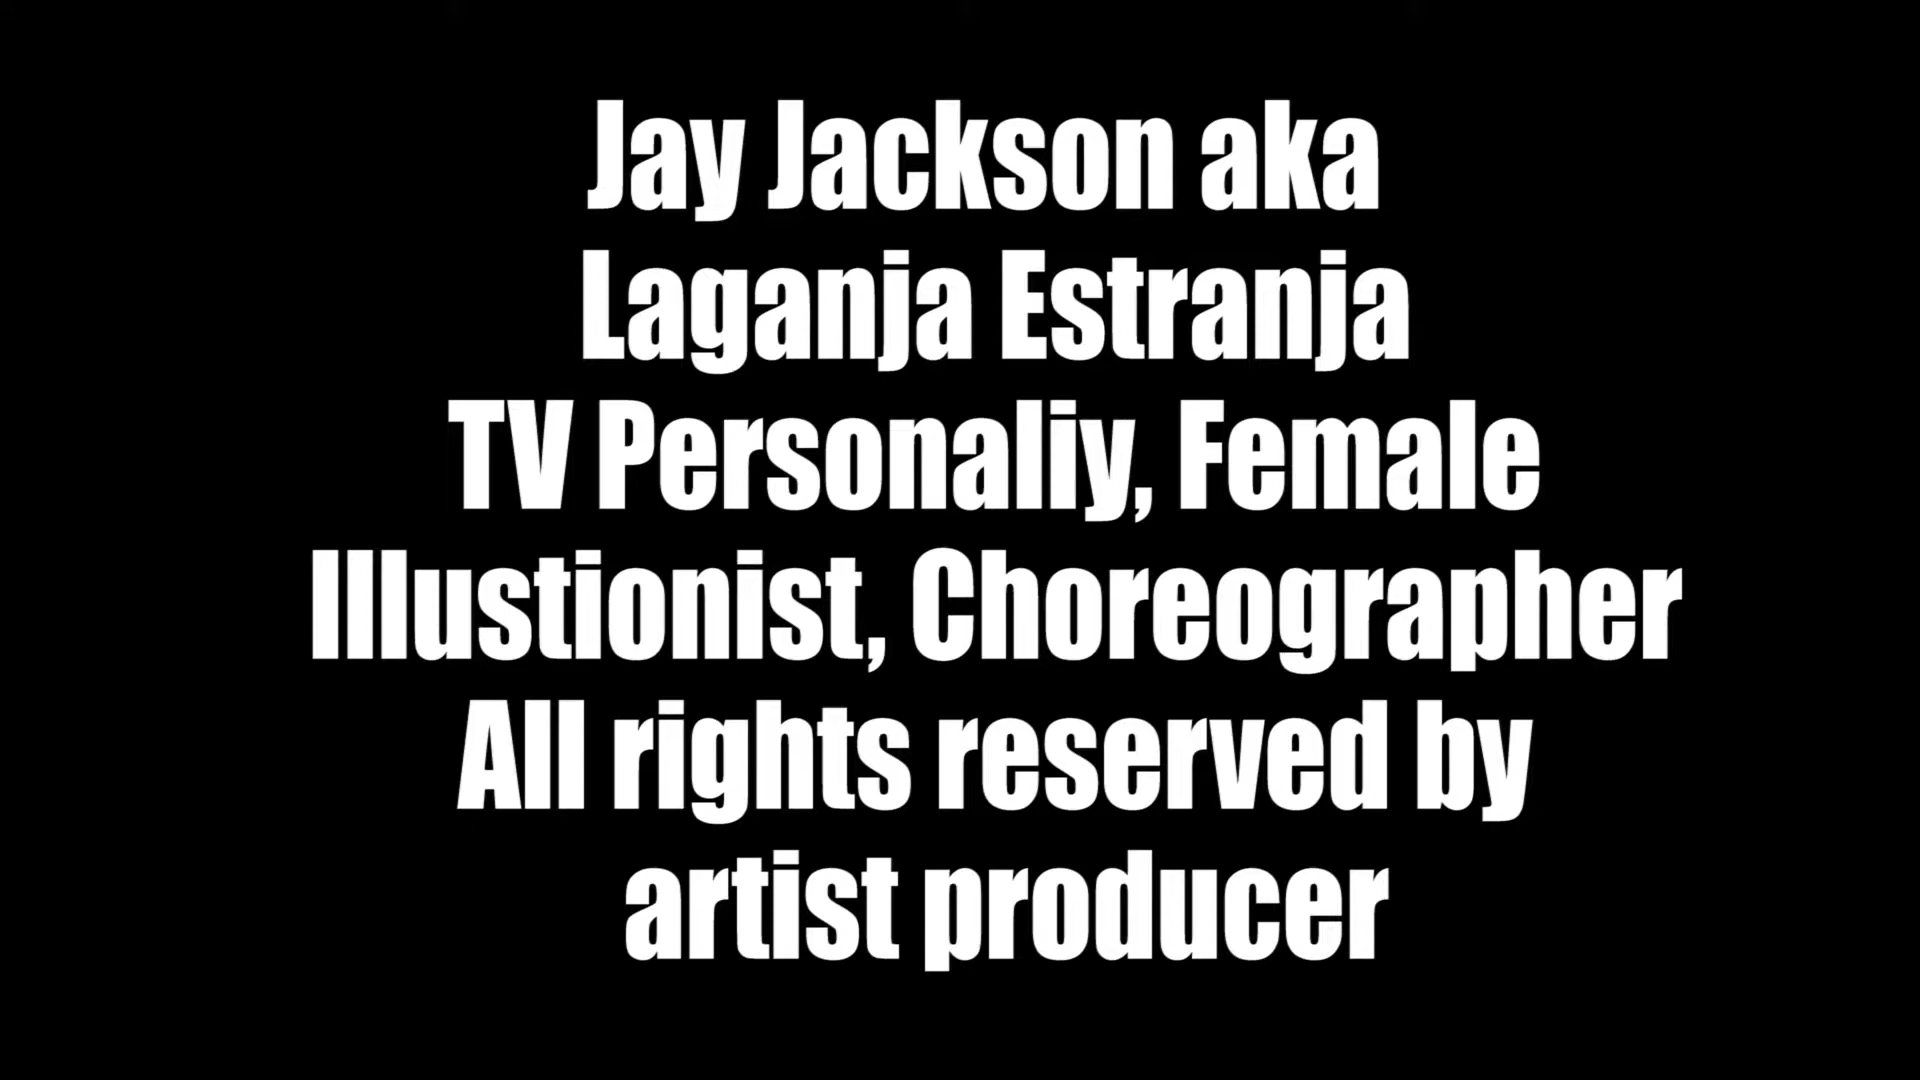 Jay Jackson aka
Laganja Estranja
TV Personaliy, Female
Illustionist, Choreographer
All rights reserved by
artist producer